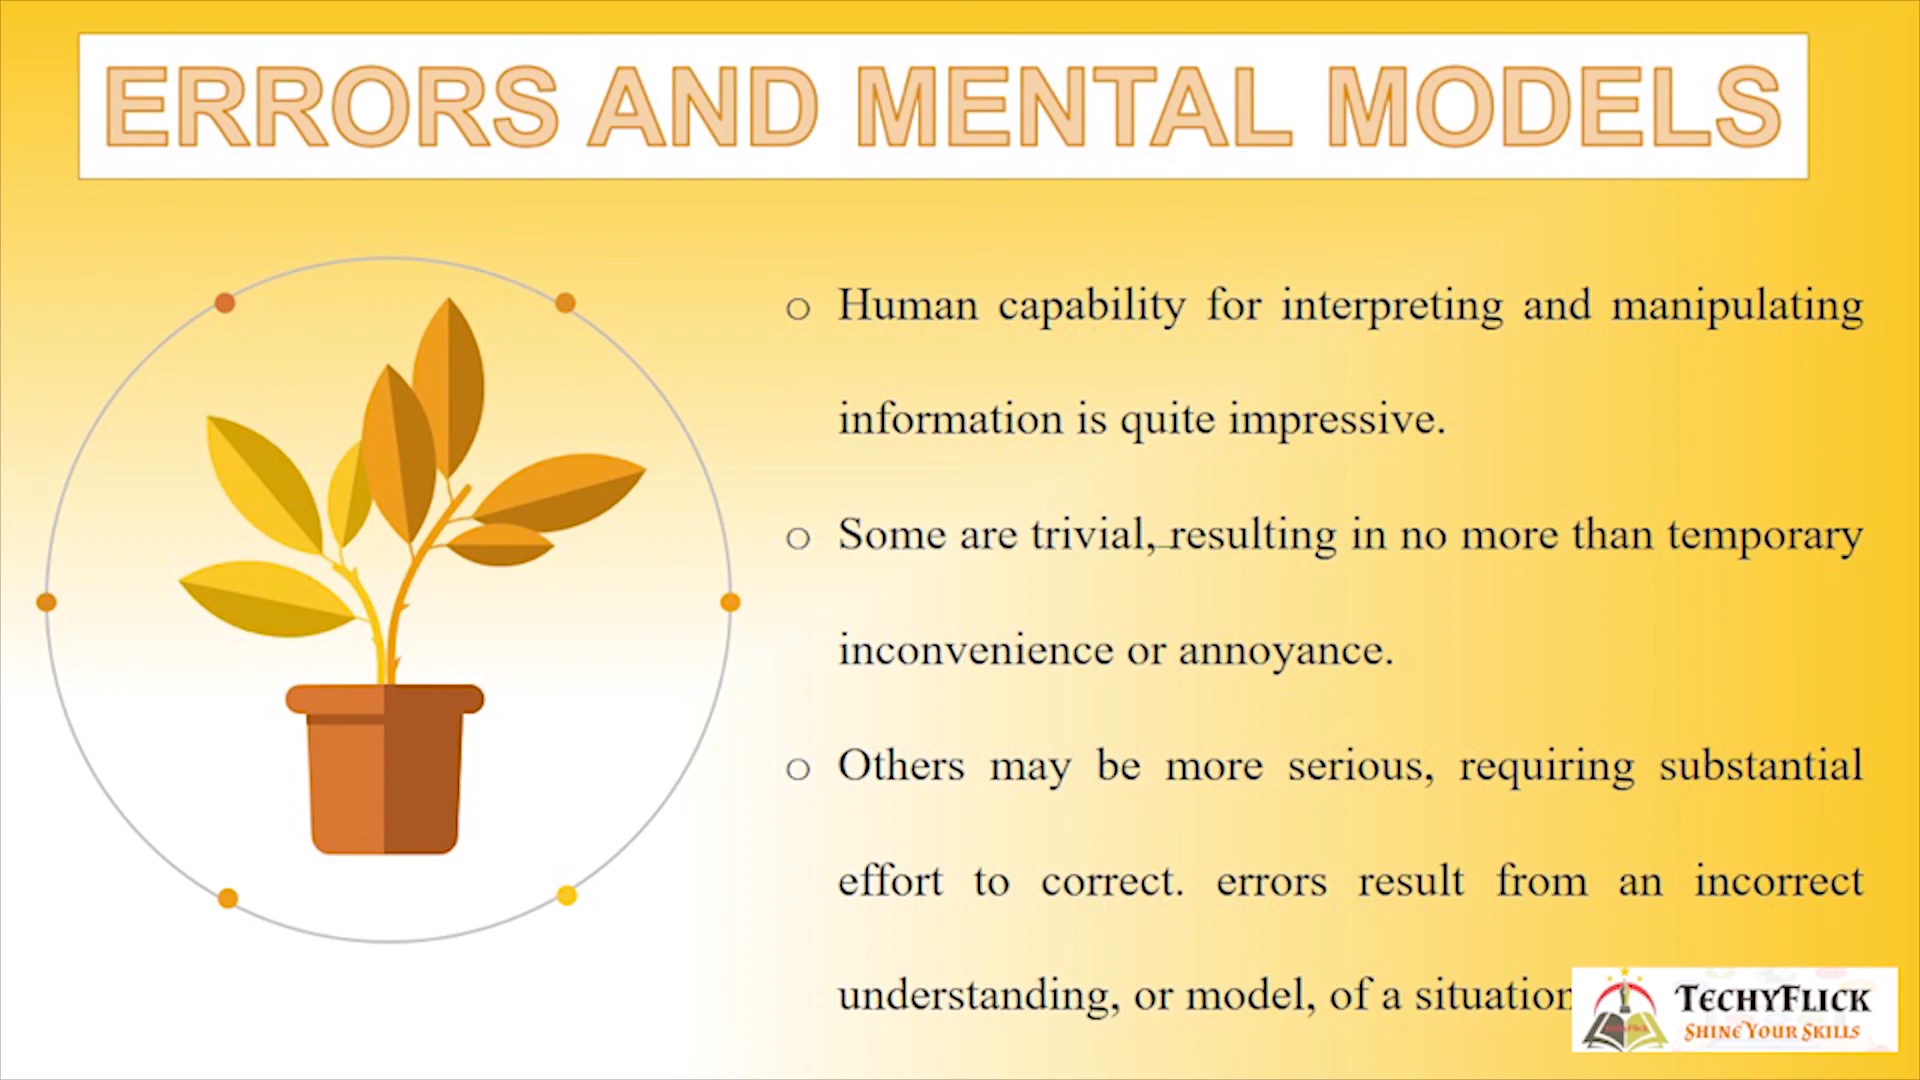 ERRORS AND MENTAL MODELS
o Human capability for interpreting and manipulating
information is quite impressive.
o Some are trivial, resulting in no more than temporary
inconvenience or annoyance.
o Others may be more serious, requiring substantial
effort to correct. errors result from an incorrect
understanding, or model, of a situation
TECHYFLICK
SHINE YOUR SKILLS